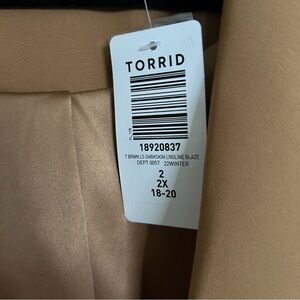 TORRID
18920837
T BRWN LS SHRKSKIN LNGLINE BLAZE
DEPT 0057 22WINTER
2
2X
18-20